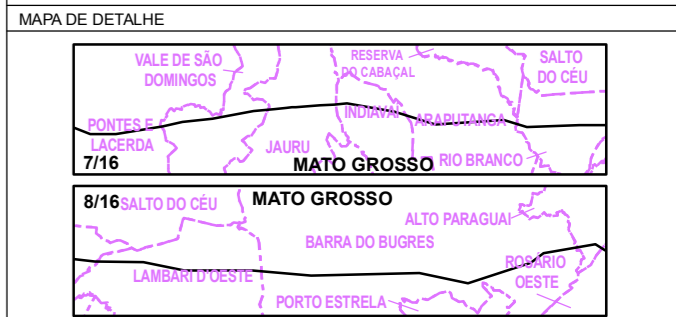 MAPA DE DETALHE
VALE DE SÃO
DOMINGOS
RESERVA
DO CABAÇAL
SALTO
DO CÉU
PONTES E
LACERDA
INDIAVAÍ
ARAPUTANGA
JAURU
RIO BRANCO
7/16
MATO GROSSO
8/16
SALTO DO CÉU
MATO GROSSO
ALTO PARAGUAI
BARRA DO BUGRES
ROSÁRIO
OESTE
LAMBARI D'OESTE
PORTO ESTRELA